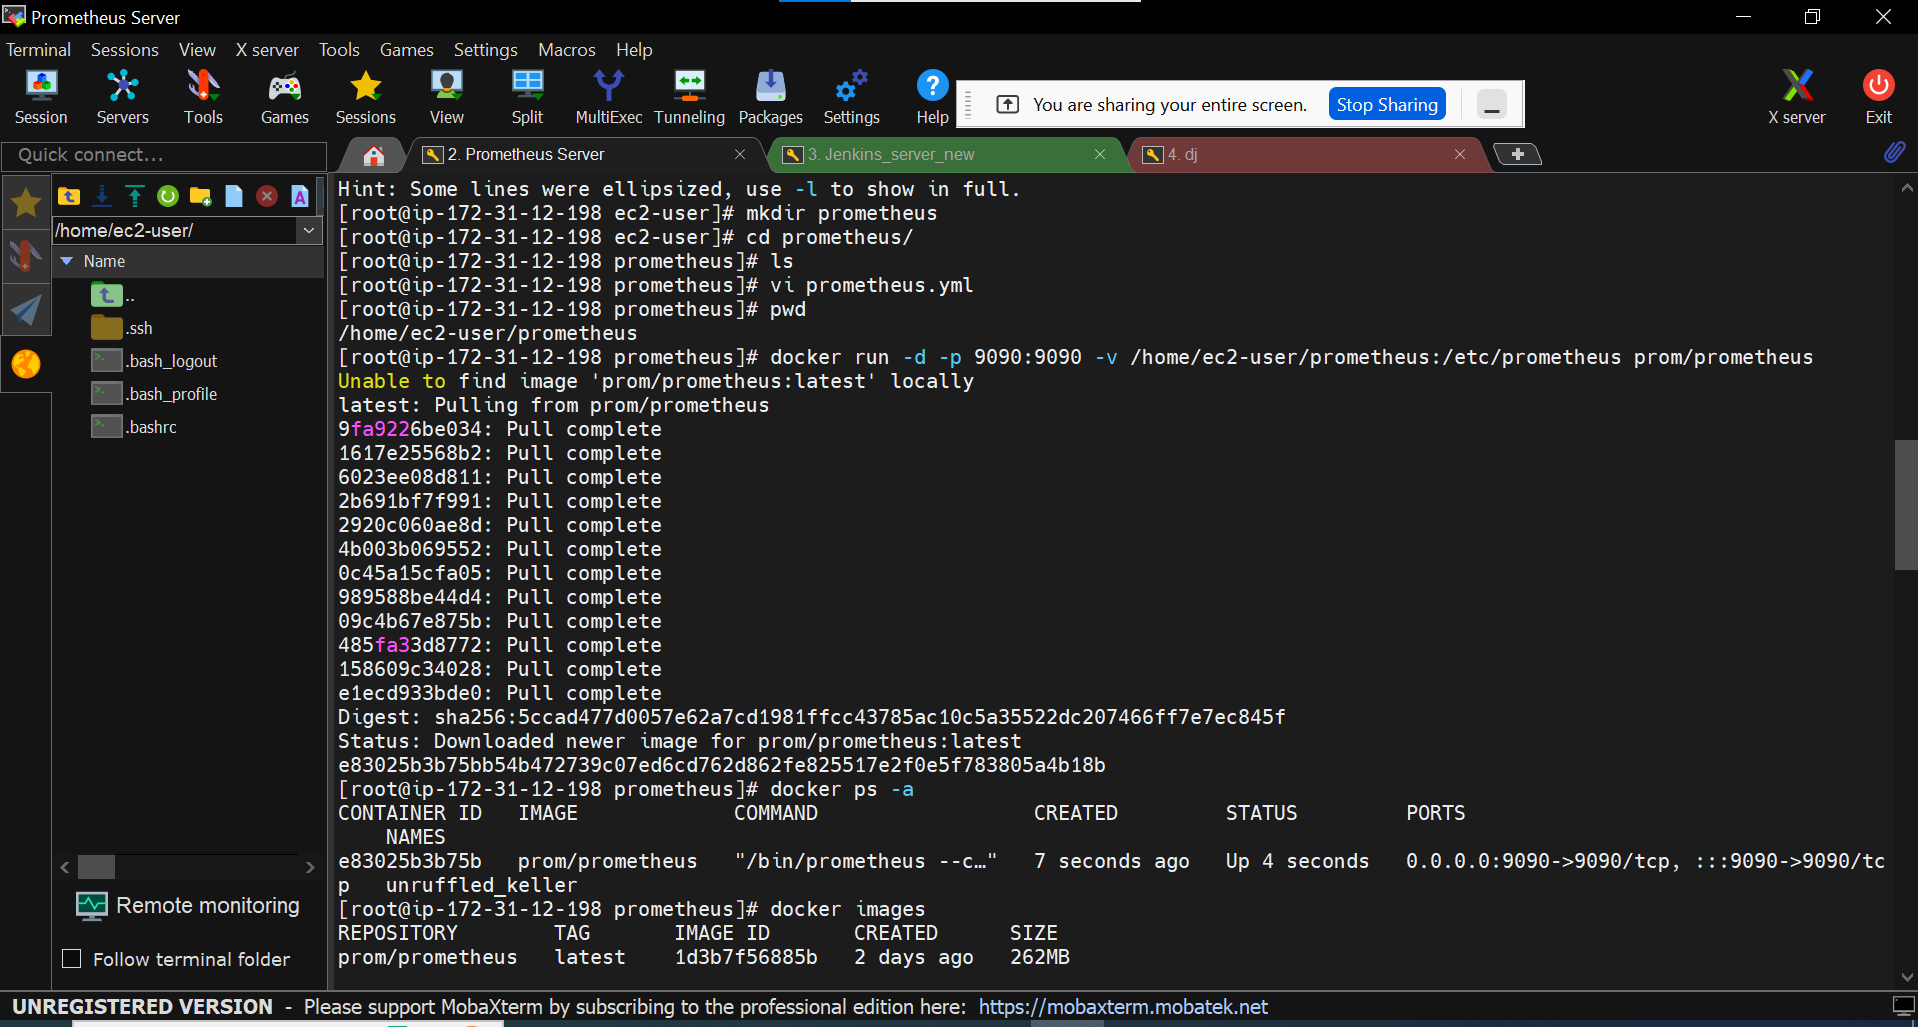 Prometheus Server
Terminal Sessions View X server Tools Games Settings Macros Help
Session Servers Tools Games Sessions View Split MultiExec Tunneling Packages Settings Help
You are sharing your entire screen. Stop Sharing
X server Exit
Quick connect...
2. Prometheus Server
3. Jenkins_server_new
4. dj
/home/ec2-user/
Name
..
.ssh
.bash_logout
.bash_profile
.bashrc
Remote monitoring
Follow terminal folder
Hint: Some lines were ellipsized, use -l to show in full.
[root@ip-172-31-12-198 ec2-user]# mkdir prometheus
[root@ip-172-31-12-198 ec2-user]# cd prometheus/
[root@ip-172-31-12-198 prometheus]# ls
[root@ip-172-31-12-198 prometheus]# vi prometheus.yml
[root@ip-172-31-12-198 prometheus]# pwd
/home/ec2-user/prometheus
[root@ip-172-31-12-198 prometheus]# docker run -d -p 9090:9090 -v /home/ec2-user/prometheus:/etc/prometheus prom/prometheus
Unable to find image 'prom/prometheus:latest' locally
latest: Pulling from prom/prometheus
9fa9226be034: Pull complete
1617e25568b2: Pull complete
6023ee08d811: Pull complete
2b691bf7f991: Pull complete
2920c060ae8d: Pull complete
4b003b069552: Pull complete
0c45a15cfa05: Pull complete
989588be44d4: Pull complete
09c4b67e875b: Pull complete
485fa33d8772: Pull complete
158609c34028: Pull complete
e1ecd933bde0: Pull complete
Digest: sha256:5ccad477d0057e62a7cd1981ffcc43785ac10c5a35522dc207466ff7e7ec845f
Status: Downloaded newer image for prom/prometheus:latest
e83025b3b75bb54b472739c07ed6cd762d862fe825517e2f0e5f783805a4b18b
[root@ip-172-31-12-198 prometheus]# docker ps -a
CONTAINER ID   IMAGE             COMMAND                  CREATED         STATUS         PORTS
    NAMES
e83025b3b75b   prom/prometheus   "/bin/prometheus --c…"   7 seconds ago   Up 4 seconds   0.0.0.0:9090->9090/tcp, :::9090->9090/tc
p   unruffled_keller
[root@ip-172-31-12-198 prometheus]# docker images
REPOSITORY        TAG       IMAGE ID       CREATED      SIZE
prom/prometheus   latest    1d3b7f56885b   2 days ago   262MB
UNREGISTERED VERSION - Please support MobaXterm by subscribing to the professional edition here: https://mobaxterm.mobatek.net